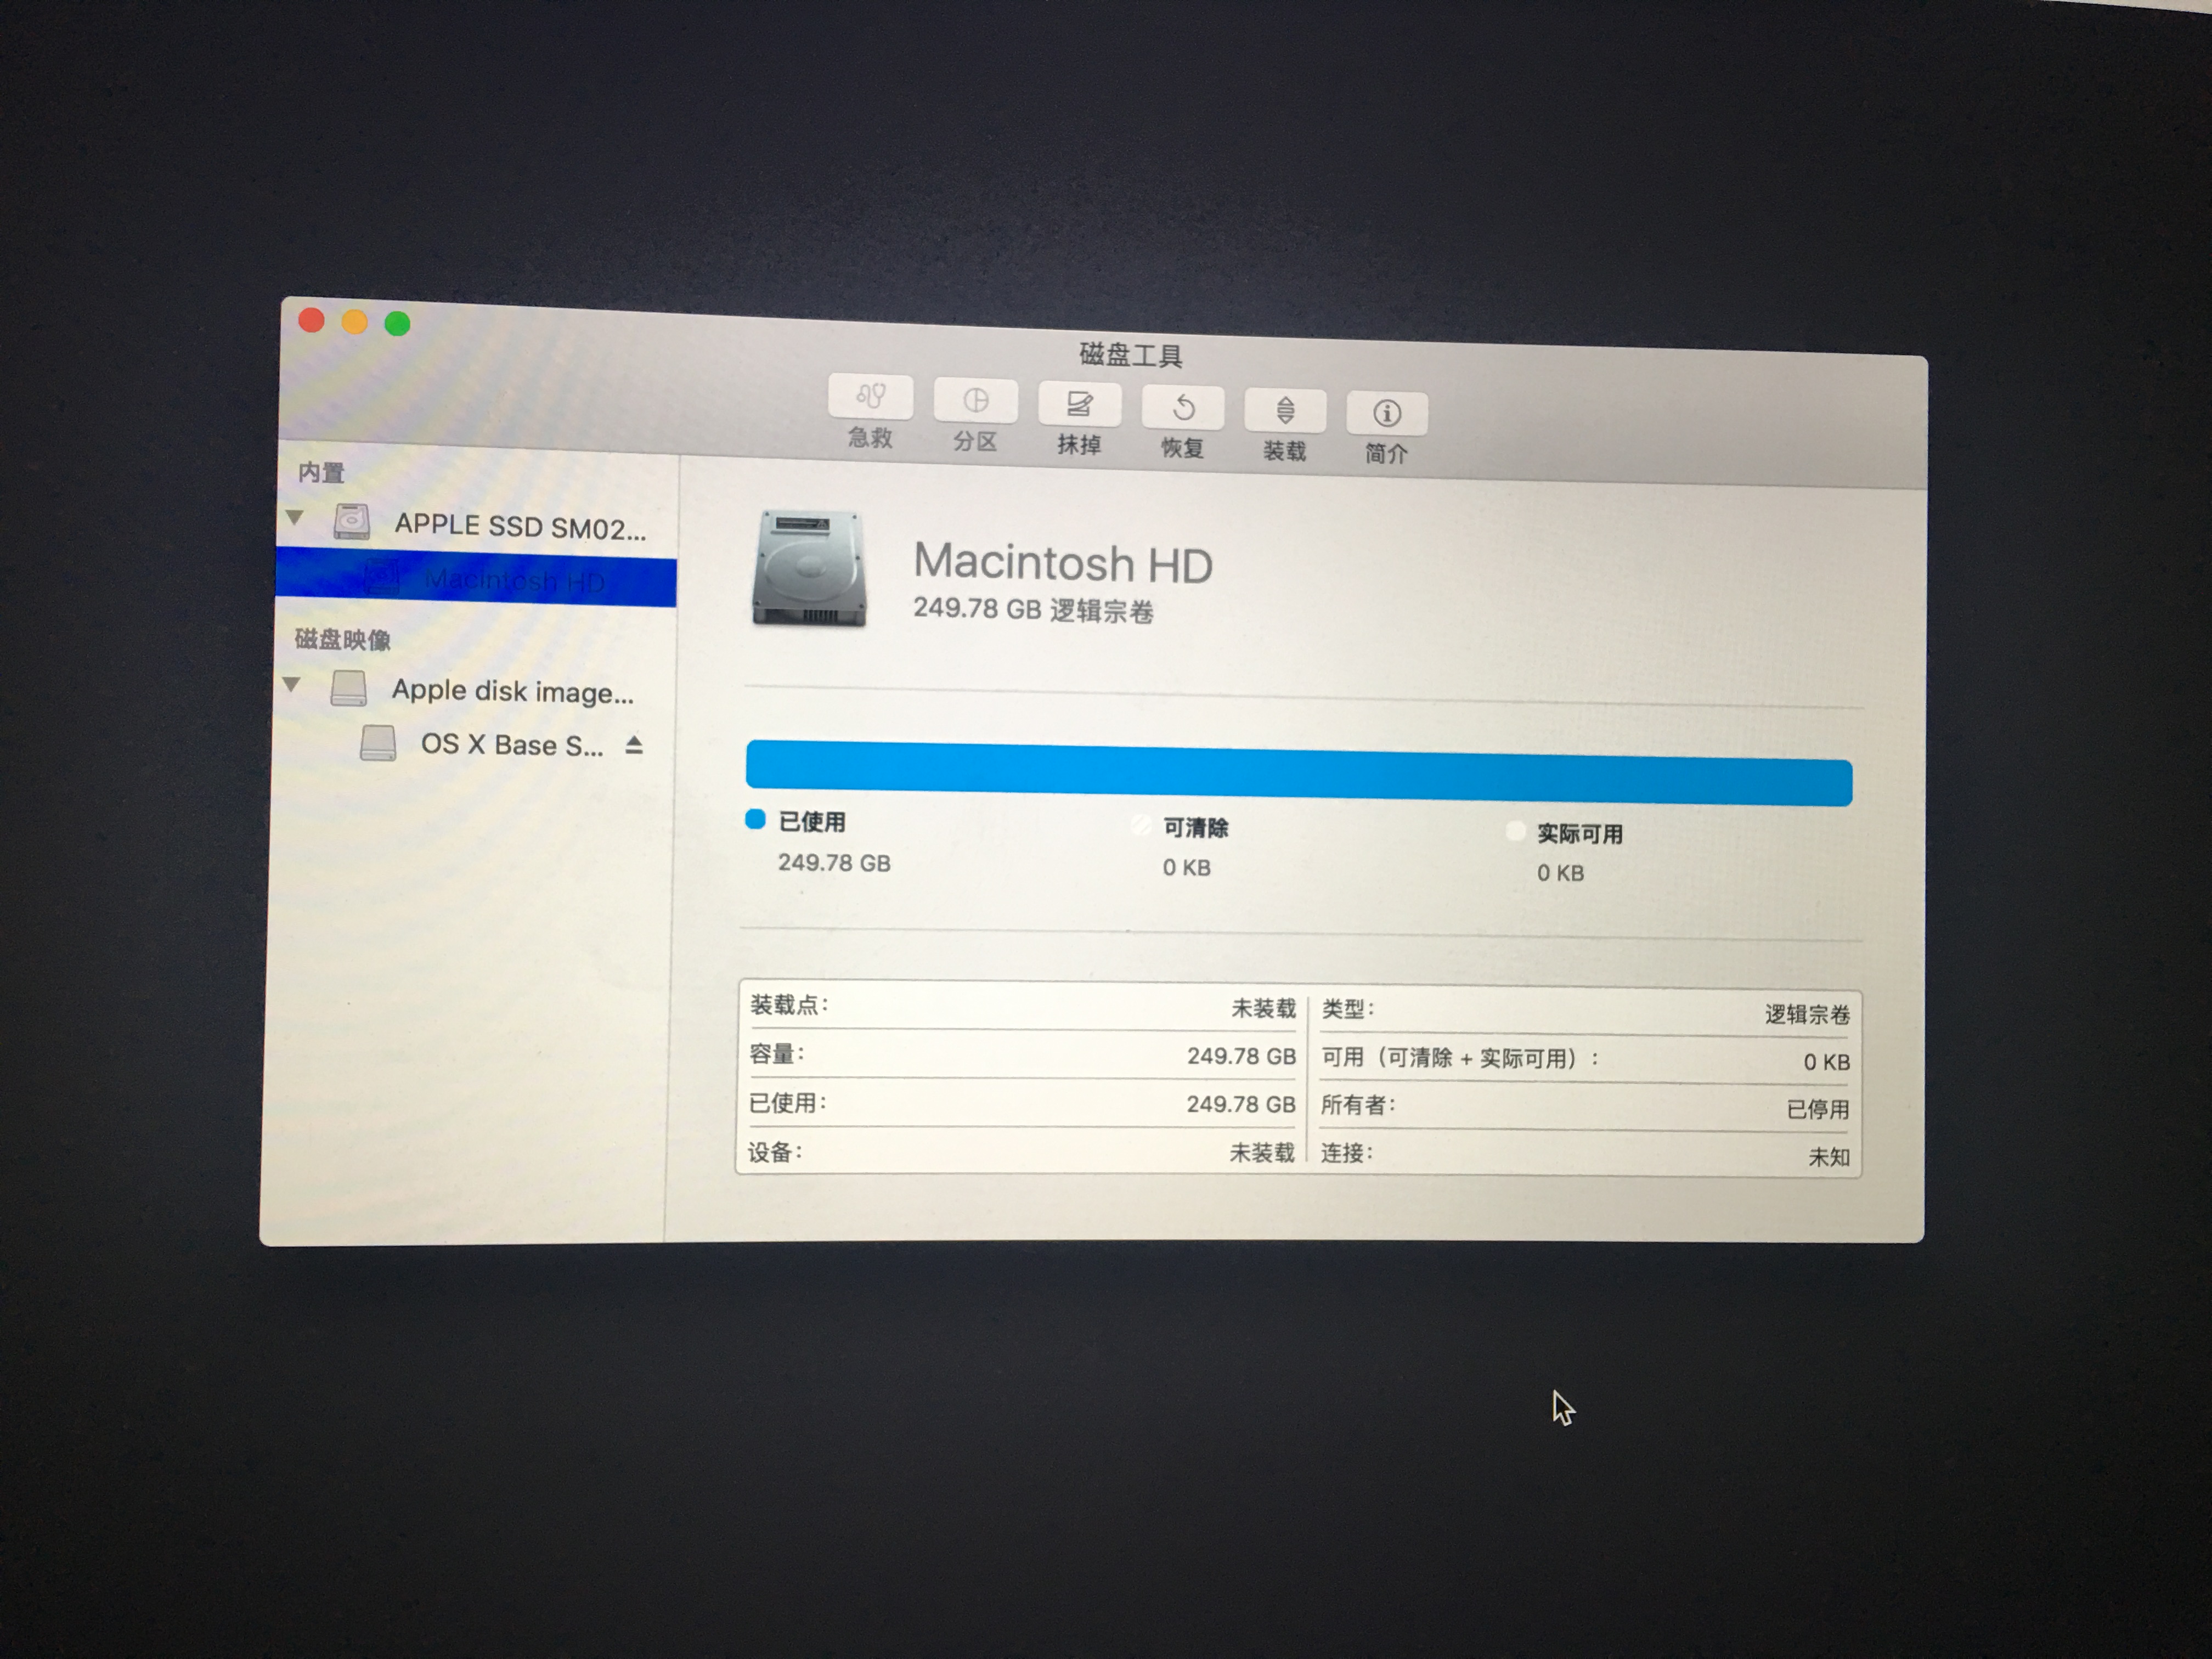 磁盘工具
急救 分区 抹掉 恢复 装载 简介
内置
APPLE SSD SM02...
Macintosh HD
磁盘映像
Apple disk image...
OS X Base S...
Macintosh HD
249.78 GB 逻辑宗卷
已使用 可清除 实际可用
249.78 GB 0 KB 0 KB
装载点： 未装载 类型： 逻辑宗卷
容量： 249.78 GB 可用（可清除 + 实际可用）： 0 KB
已使用： 249.78 GB 所有者： 已停用
设备： 未装载 连接： 未知